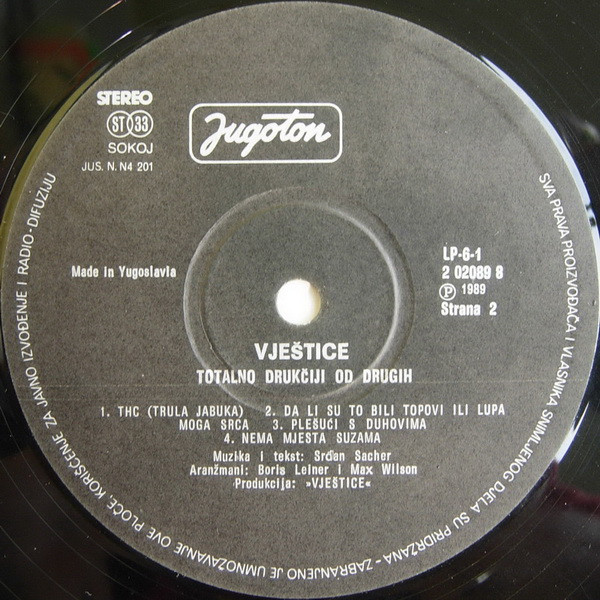 STEREO
ST 33
SOKOJ
JUS. N. N4 201
Jugoton
Made in Yugoslavia
LP-6-1
2 02089 8
Ⓟ 1989
Strana 2
VJEŠTICE
TOTALNO DRUKČIJI OD DRUGIH
1. THC (TRULA JABUKA) 2. DA LI SU TO BILI TOPOVI ILI LUPA
MOGA SRCA 3. PLEŠUĆI S DUHOVIMA
4. NEMA MJESTA SUZAMA
Muzika i tekst: Srđan Sacher
Aranžmani: Boris Leiner i Max Wilson
Produkcija: »VJEŠTICE«
SVA PRAVA PROIZVOĐAČA I VLASNIKA SNIMLJENOG DJELA SU PRIDRŽANA - ZABRANJENO JE UMNOŽAVANJE OVE PLOČE, KORIŠĆENJE ZA JAVNO IZVOĐENJE I RADIO-DIFUZIJU